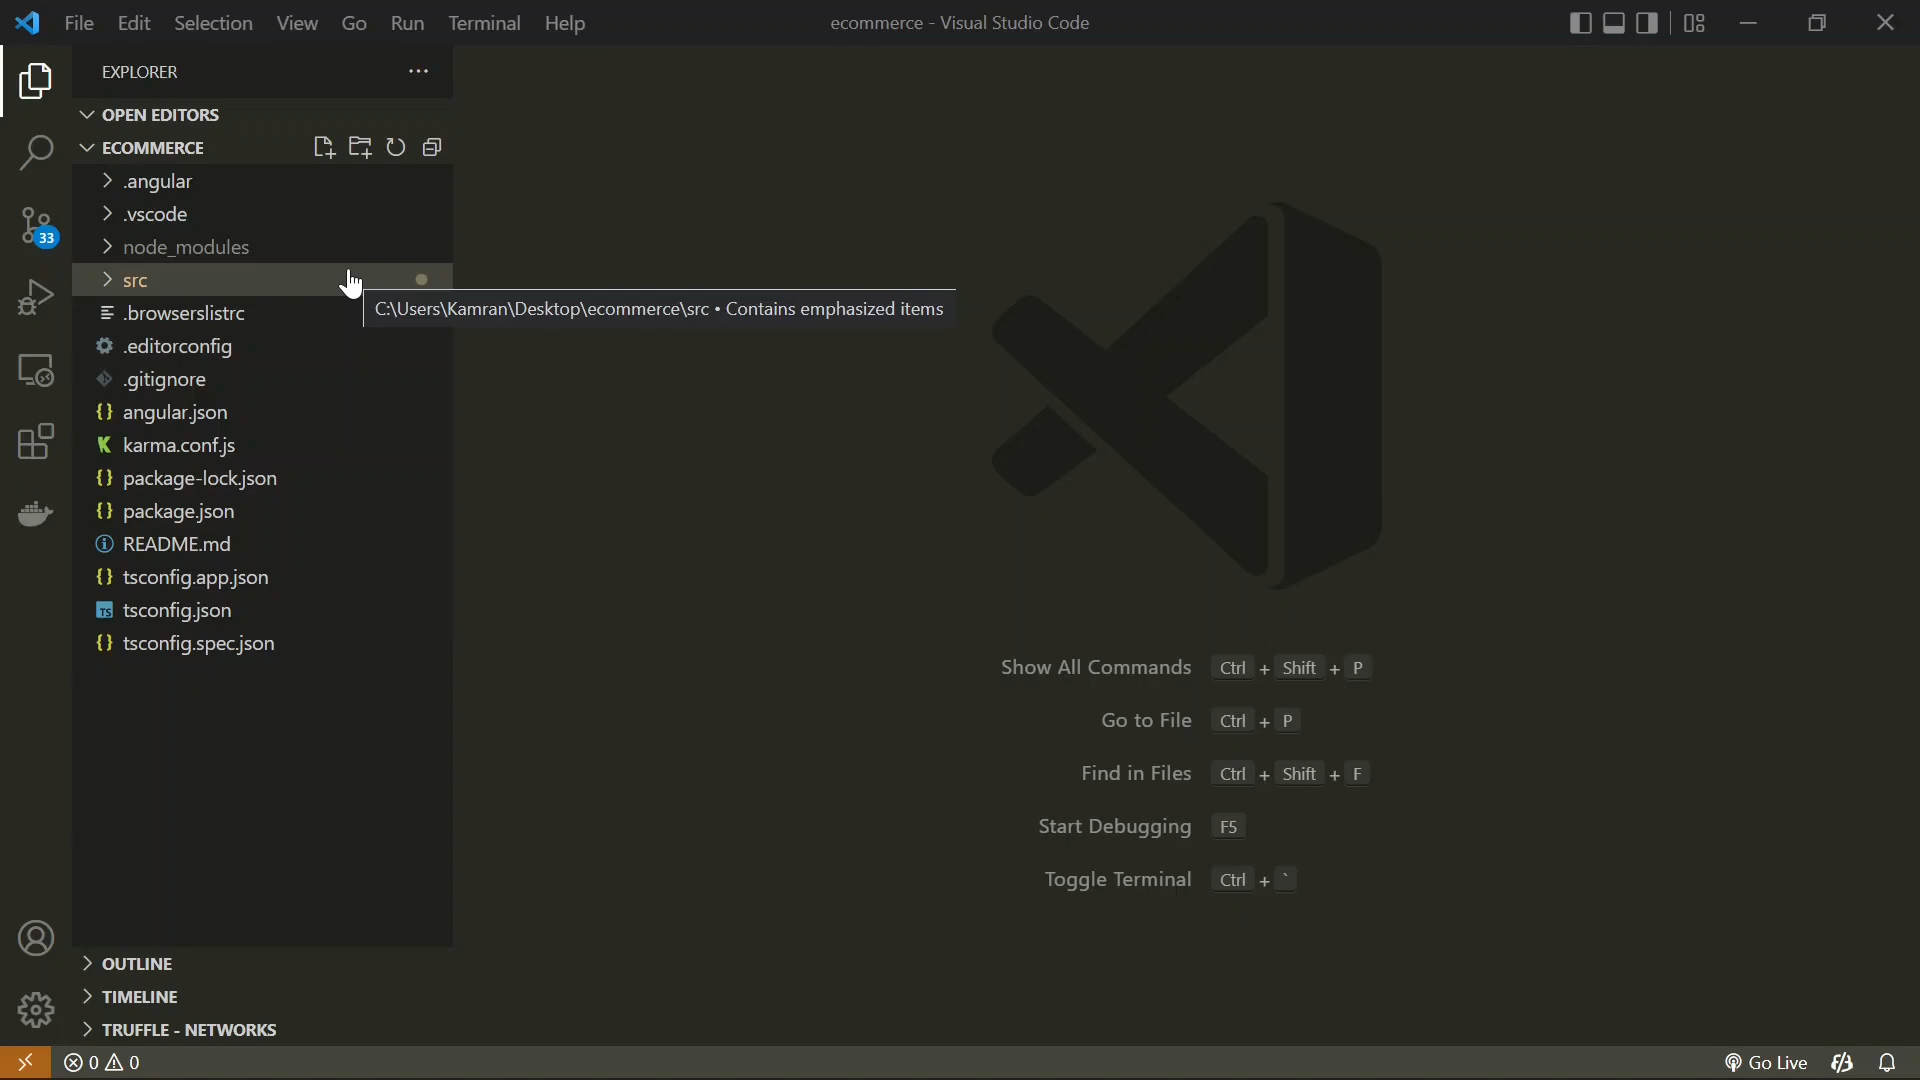 File Edit Selection View Go Run Terminal Help
ecommerce - Visual Studio Code
EXPLORER
OPEN EDITORS
ECOMMERCE
.angular
.vscode
node_modules
src
C:\Users\Kamran\Desktop\ecommerce\src • Contains emphasized items
.browserslistrc
.editorconfig
.gitignore
{} angular.json
karma.conf.js
{} package-lock.json
{} package.json
README.md
{} tsconfig.app.json
TS tsconfig.json
{} tsconfig.spec.json
Show All Commands Ctrl + Shift + P
Go to File Ctrl + P
Find in Files Ctrl + Shift + F
Start Debugging F5
Toggle Terminal Ctrl + `
33
OUTLINE
TIMELINE
TRUFFLE - NETWORKS
0 0
Go Live